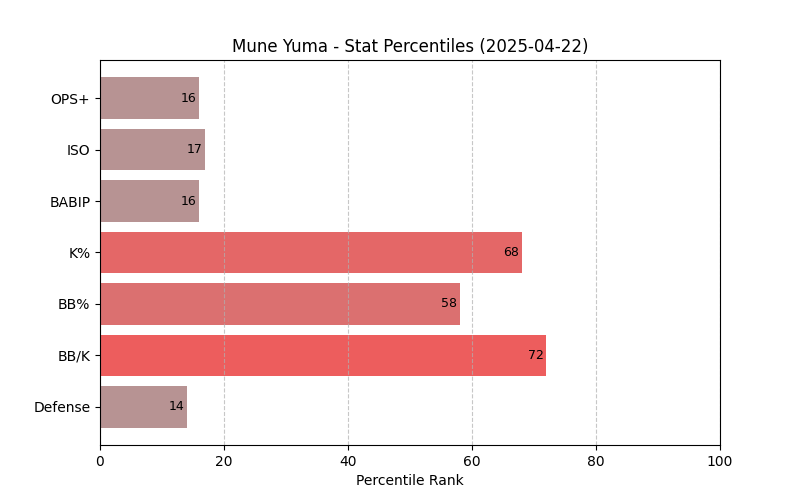 Mune Yuma - Stat Percentiles (2025-04-22)
OPS+ 16
ISO 17
BABIP 16
K% 68
BB% 58
BB/K 72
Defense 14
0 20 40 60 80 100
Percentile Rank